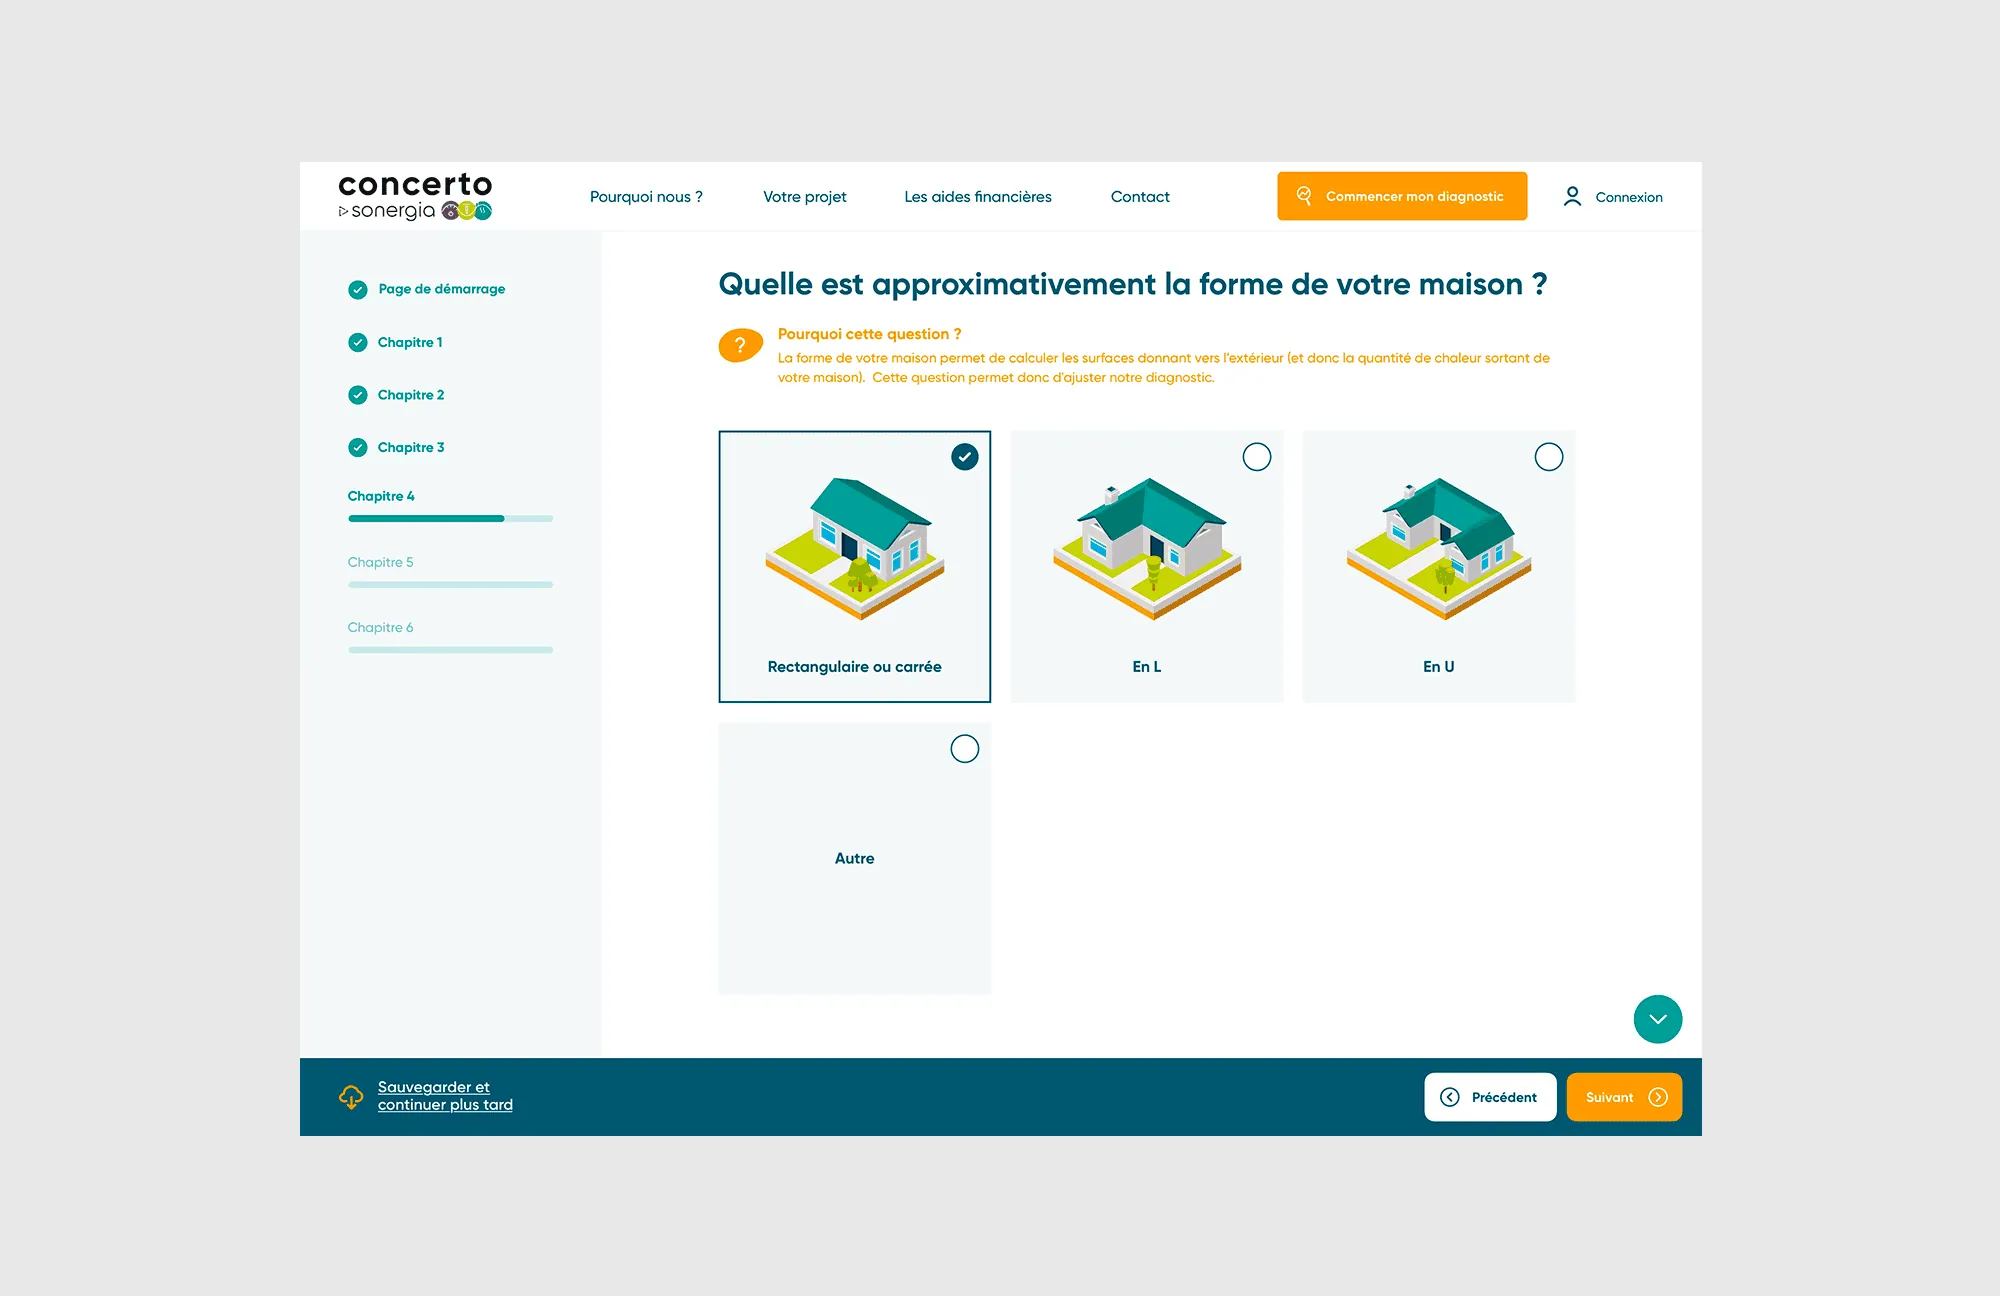 concerto
sonergia
Pourquoi nous ?
Votre projet
Les aides financières
Contact
Commencer mon diagnostic
Connexion
Page de démarrage
Chapitre 1
Chapitre 2
Chapitre 3
Chapitre 4
Chapitre 5
Chapitre 6
Quelle est approximativement la forme de votre maison ?
?
Pourquoi cette question ?
La forme de votre maison permet de calculer les surfaces donnant vers l'extérieur (et donc la quantité de chaleur sortant de
votre maison). Cette question permet donc d'ajuster notre diagnostic.
Rectangulaire ou carrée
En L
En U
Autre
Sauvegarder et
continuer plus tard
Précédent
Suivant